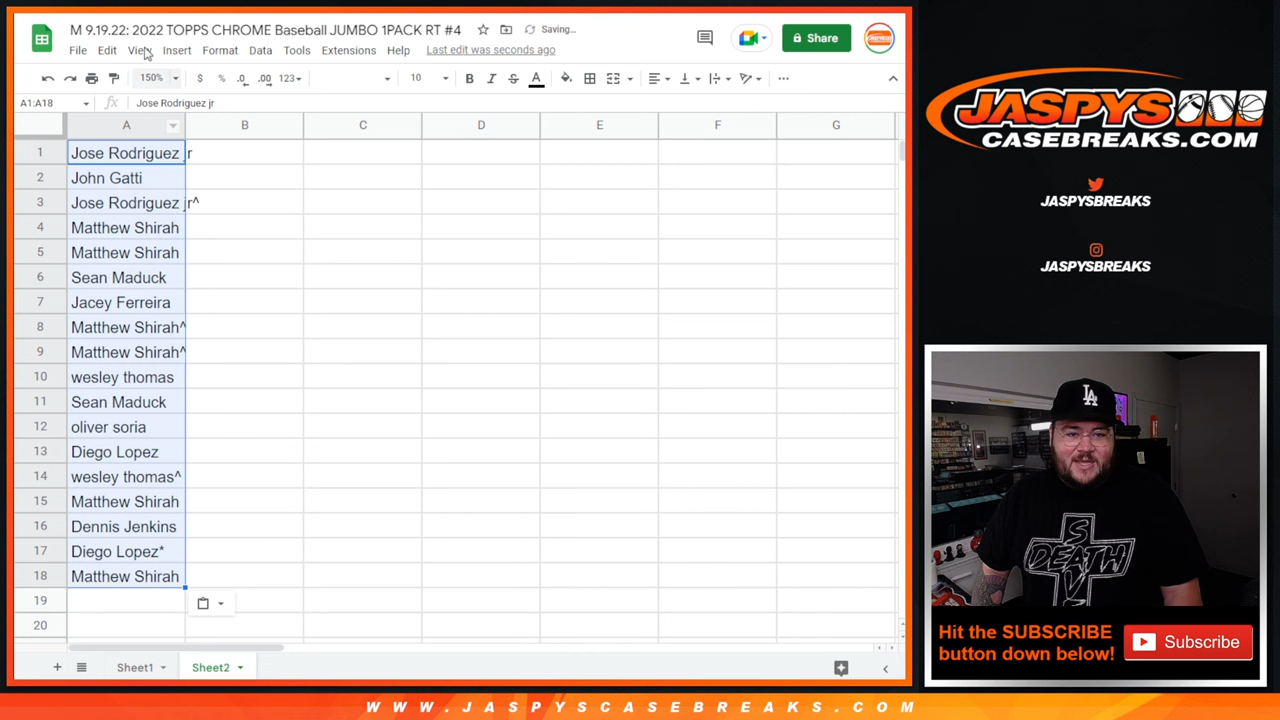 M 9.19.22: 2022 TOPPS CHROME Baseball JUMBO 1PACK RT #4
Saving...
File Edit View Format Data Tools Extensions Help Last edit was seconds ago
Share
150% $ % .0 .00 123 10 B I S A
A1:A18 fx Jose Rodriguez jr
A B C D E F G
1 Jose Rodriguez jr
2 John Gatti
3 Jose Rodriguez jr^
4 Matthew Shirah
5 Matthew Shirah
6 Sean Maduck
7 Jacey Ferreira
8 Matthew Shirah^
9 Matthew Shirah^
10 wesley thomas
11 Sean Maduck
12 oliver soria
13 Diego Lopez
14 wesley thomas^
15 Matthew Shirah
16 Dennis Jenkins
17 Diego Lopez*
18 Matthew Shirah
19
20
+ Sheet1 Sheet2
JASPYS
CASEBREAKS.COM
JASPYSBREAKS
JASPYSBREAKS
LA
DEATH
SAVES
Hit the SUBSCRIBE
button down below!
Subscribe
WWW.JASPYSCASEBREAKS.COM